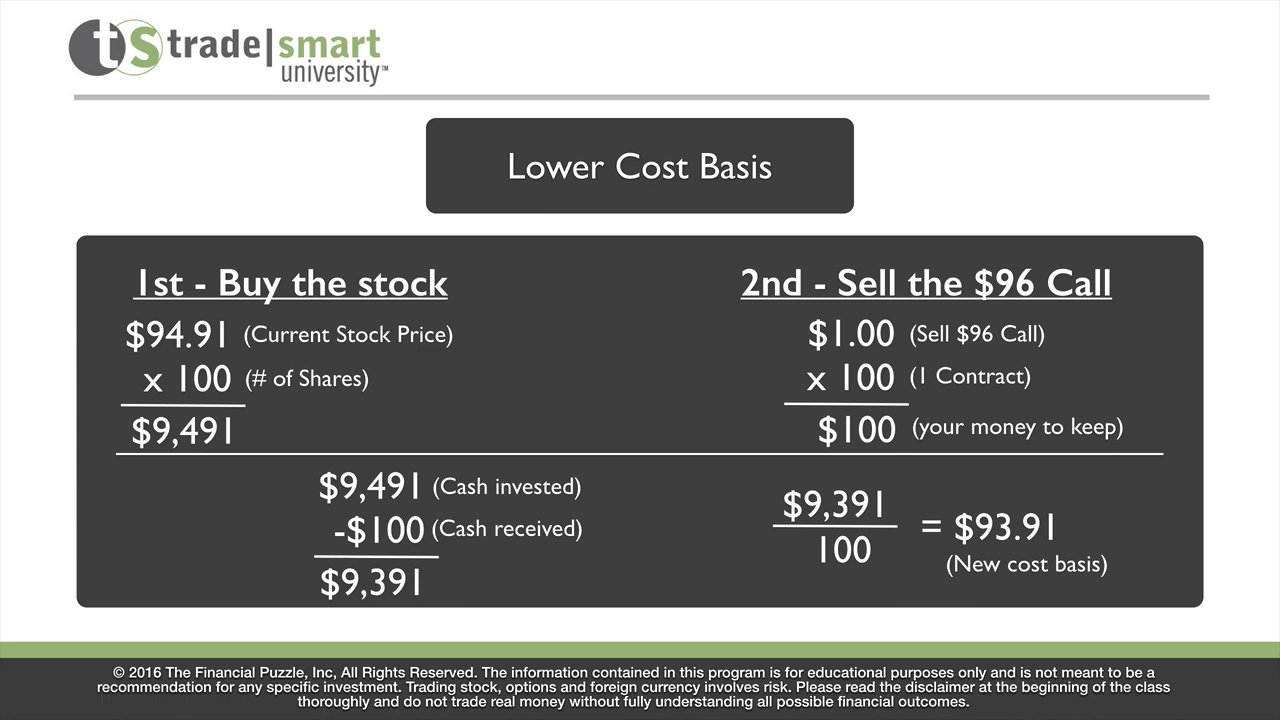 ts trade|smart
university™
Lower Cost Basis
1st - Buy the stock
$94.91 (Current Stock Price)
x 100 (# of Shares)
$9,491
2nd - Sell the $96 Call
$1.00 (Sell $96 Call)
x 100 (1 Contract)
$100 (your money to keep)
$9,491 (Cash invested)
-$100 (Cash received)
$9,391
$9,391
100
= $93.91
(New cost basis)
© 2016 The Financial Puzzle, Inc, All Rights Reserved. The information contained in this program is for educational purposes only and is not meant to be a
recommendation for any specific investment. Trading stock, options and foreign currency involves risk. Please read the disclaimer at the beginning of the class
thoroughly and do not trade real money without fully understanding all possible financial outcomes.